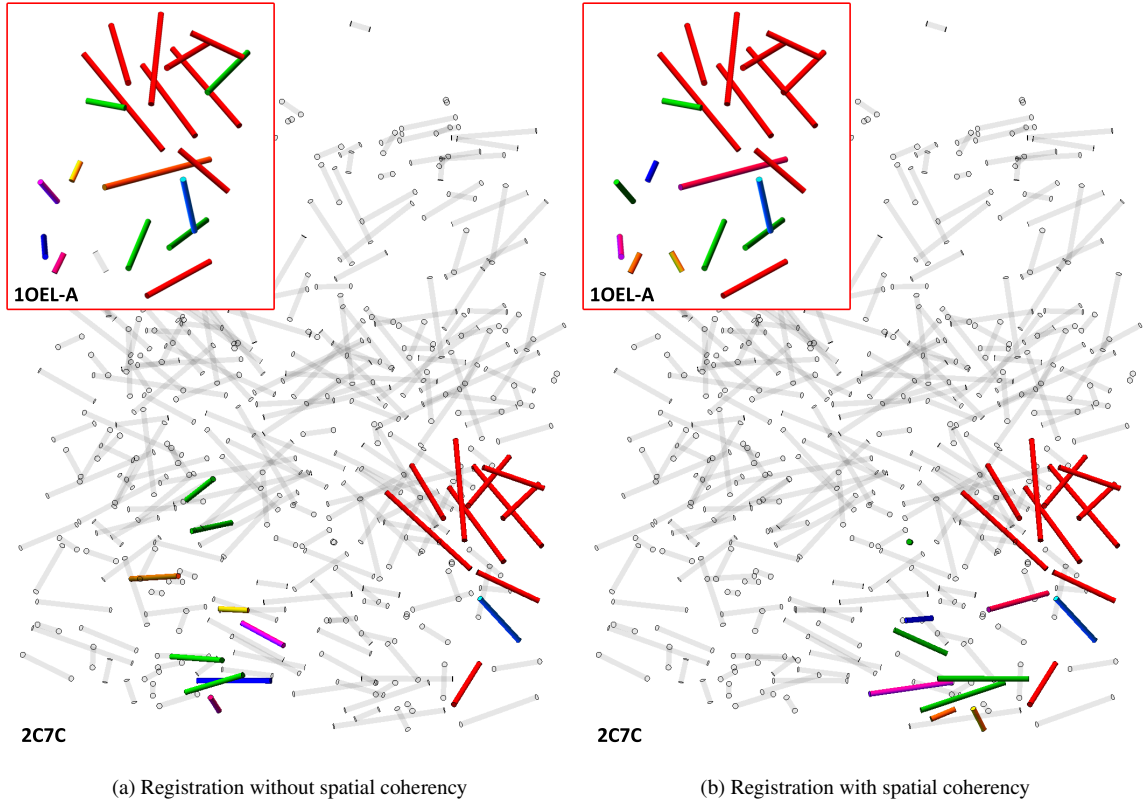 1OEL-A
2C7C
(a) Registration without spatial coherency
1OEL-A
2C7C
(b) Registration with spatial coherency